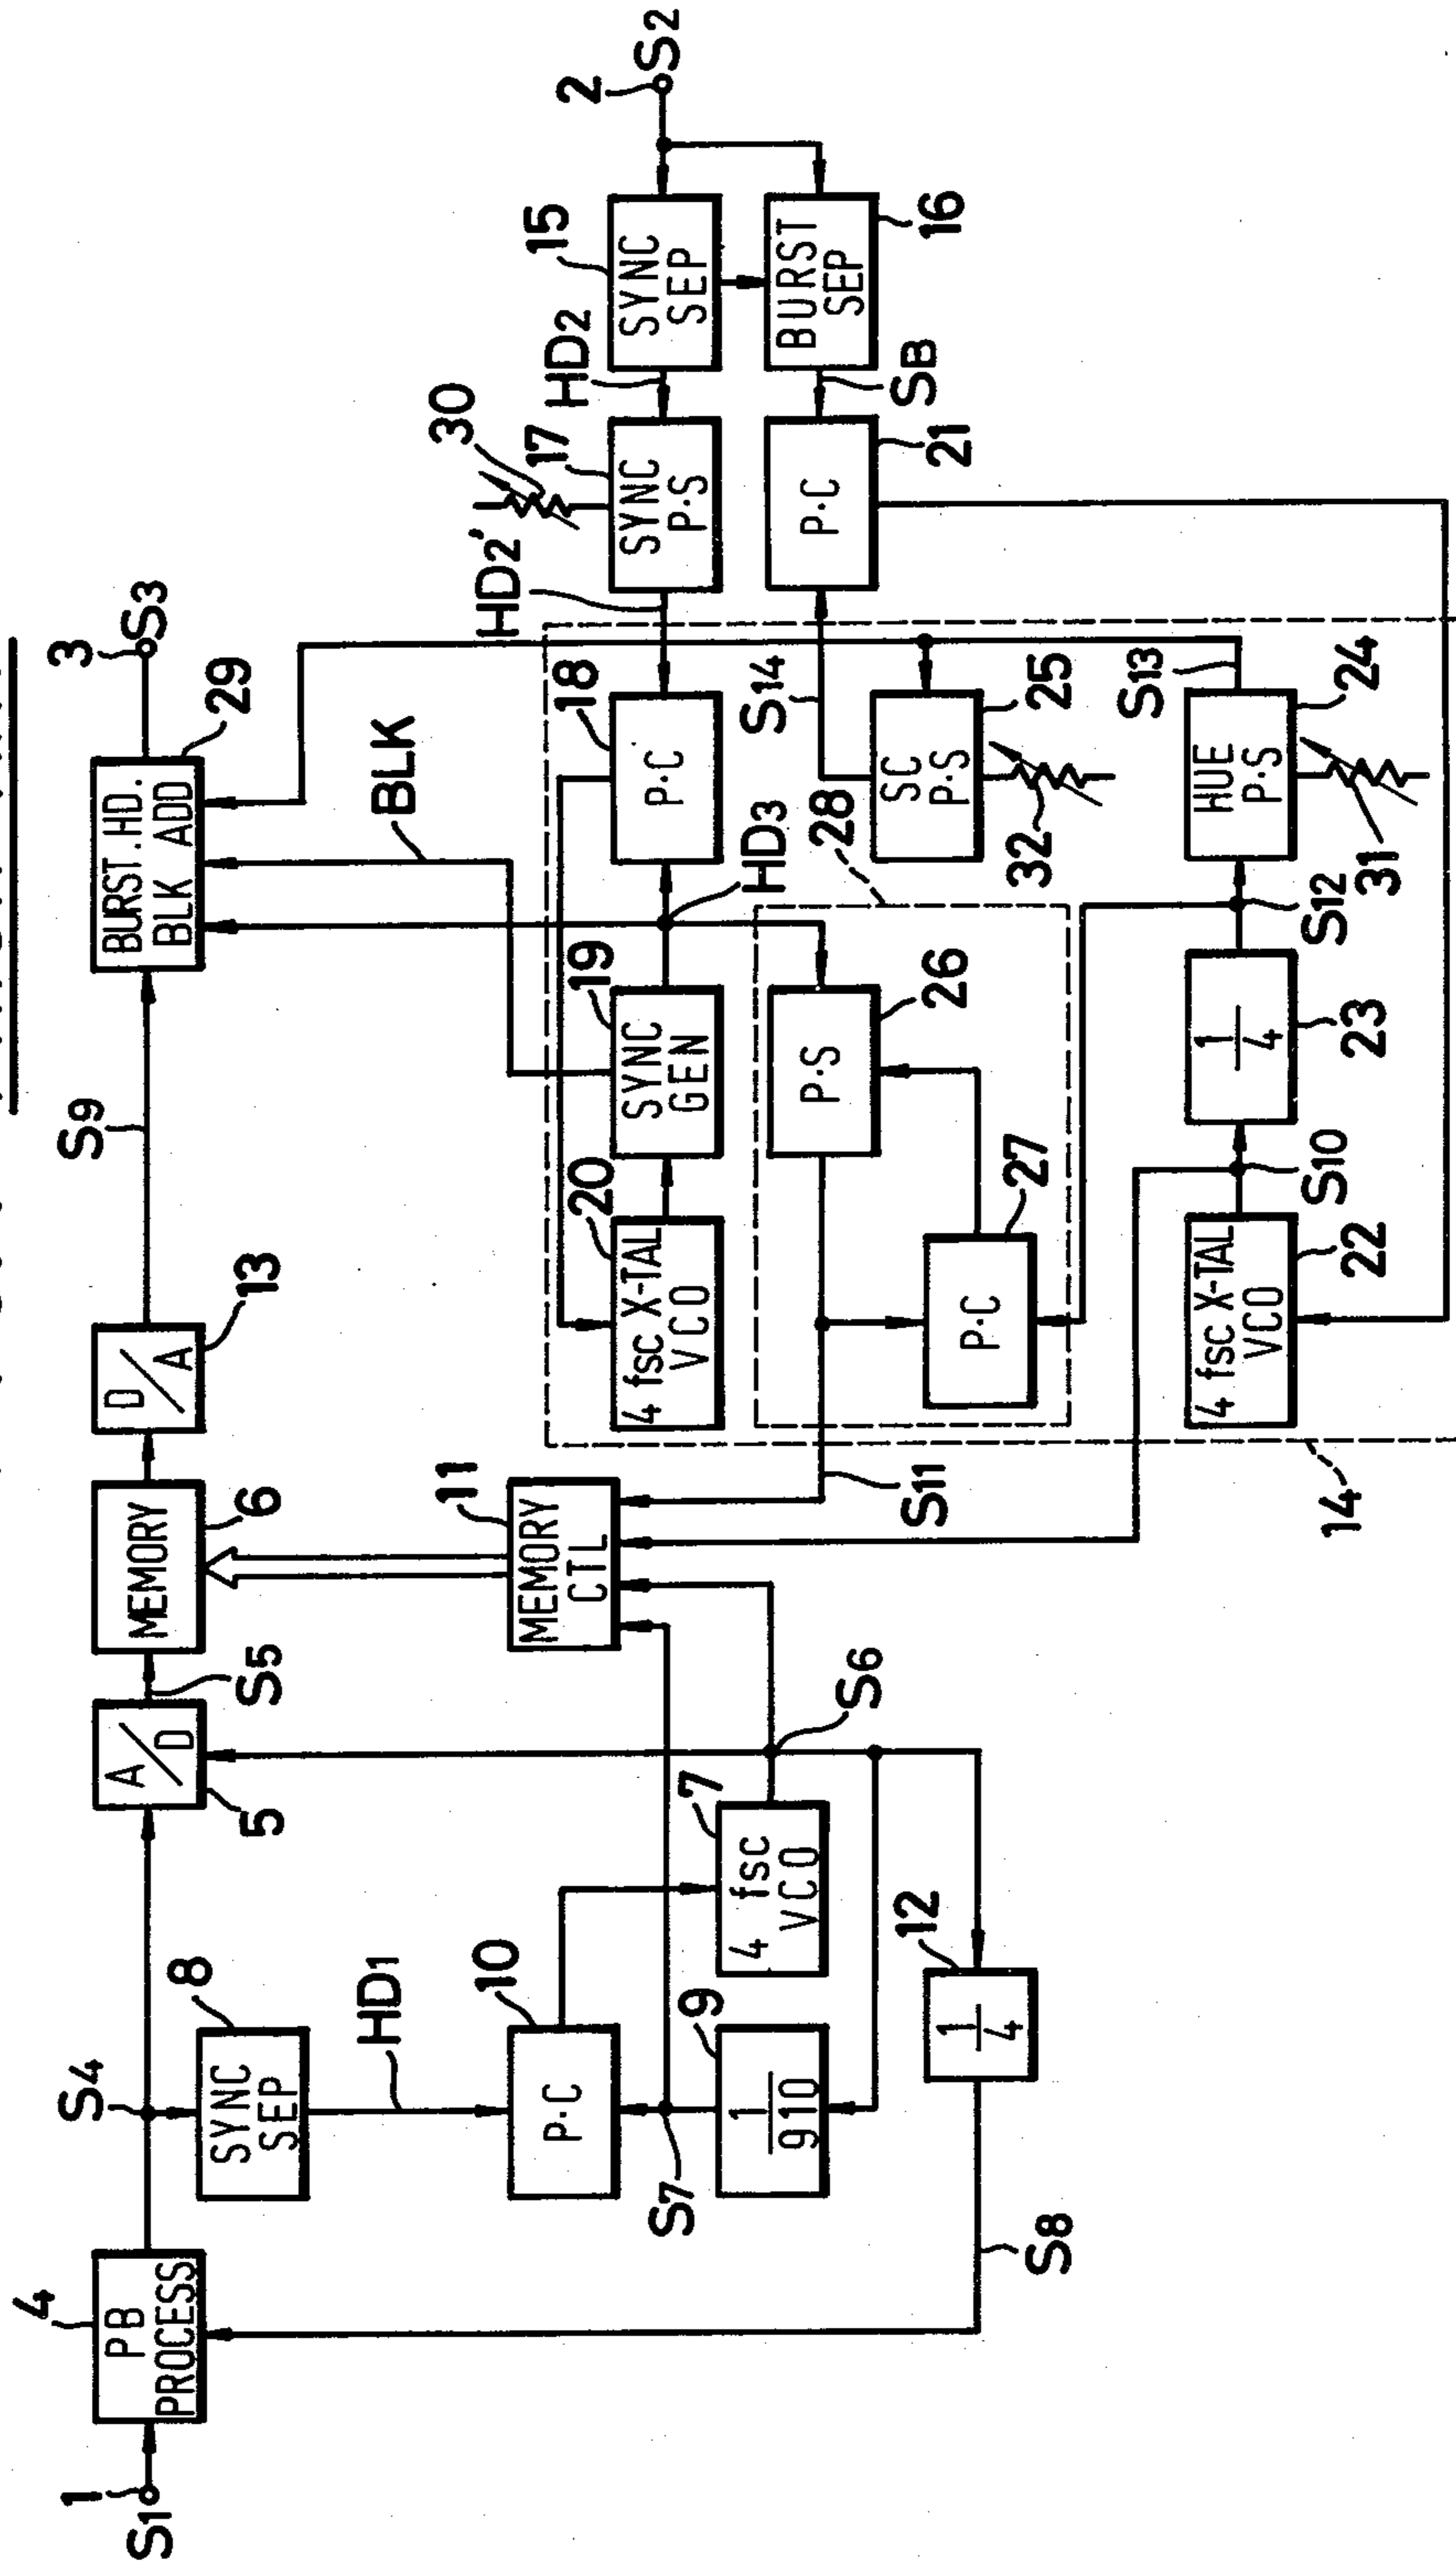 S1
1
4
PB
PROCESS
S4
8
SYNC
SEP
HD1
10
P·C
S7
9
1
910
7
4 fsc
VCO
S6
12
1
4
S8
A
D
5
S5
MEMORY
6
11
MEMORY
CTL
D
A
13
S9
BURST. HD.
BLK ADD
29
3
S3
BLK
20
4 fsc X-TAL
VCO
19
SYNC
GEN
HD3
18
P·C
HD2'
17
SYNC
P·S
30
HD2
15
SYNC
SEP
2
S2
16
BURST
SEP
SB
21
P·C
S14
25
SC
P·S
32
28
26
P·S
27
P·C
S11
14
22
4 fsc X-TAL
VCO
S10
23
1
4
S12
24
HUE
P·S
31
S13